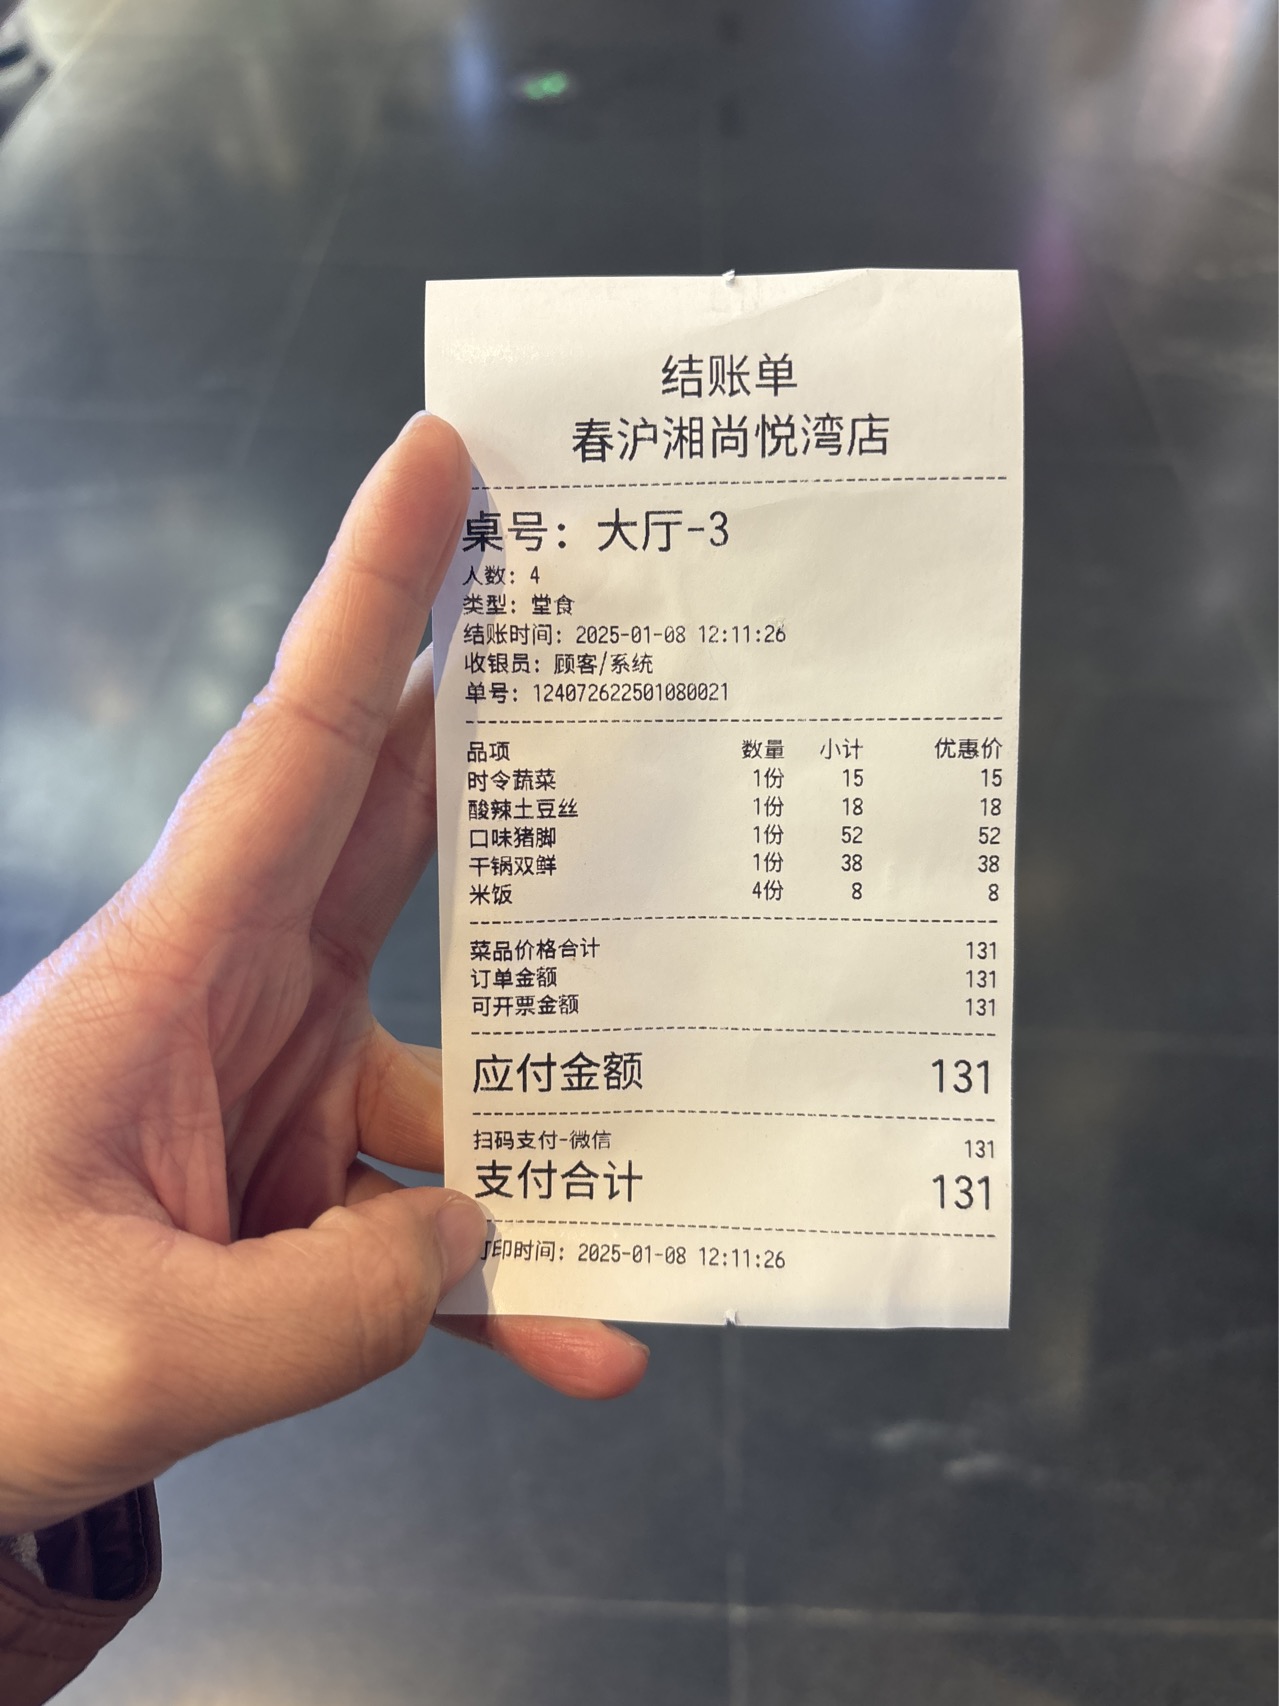 结账单
春沪湘尚悦湾店
桌号：大厅-3
人数：4
类型：堂食
结账时间：2025-01-08 12:11:26
收银员：顾客/系统
单号：124072622501080021
品项 数量 小计 优惠价
时令蔬菜 1份 15 15
酸辣土豆丝 1份 18 18
口味猪脚 1份 52 52
干锅双鲜 1份 38 38
米饭 4份 8 8
菜品价格合计 131
订单金额 131
可开票金额 131
应付金额 131
扫码支付-微信 131
支付合计 131
打印时间：2025-01-08 12:11:26